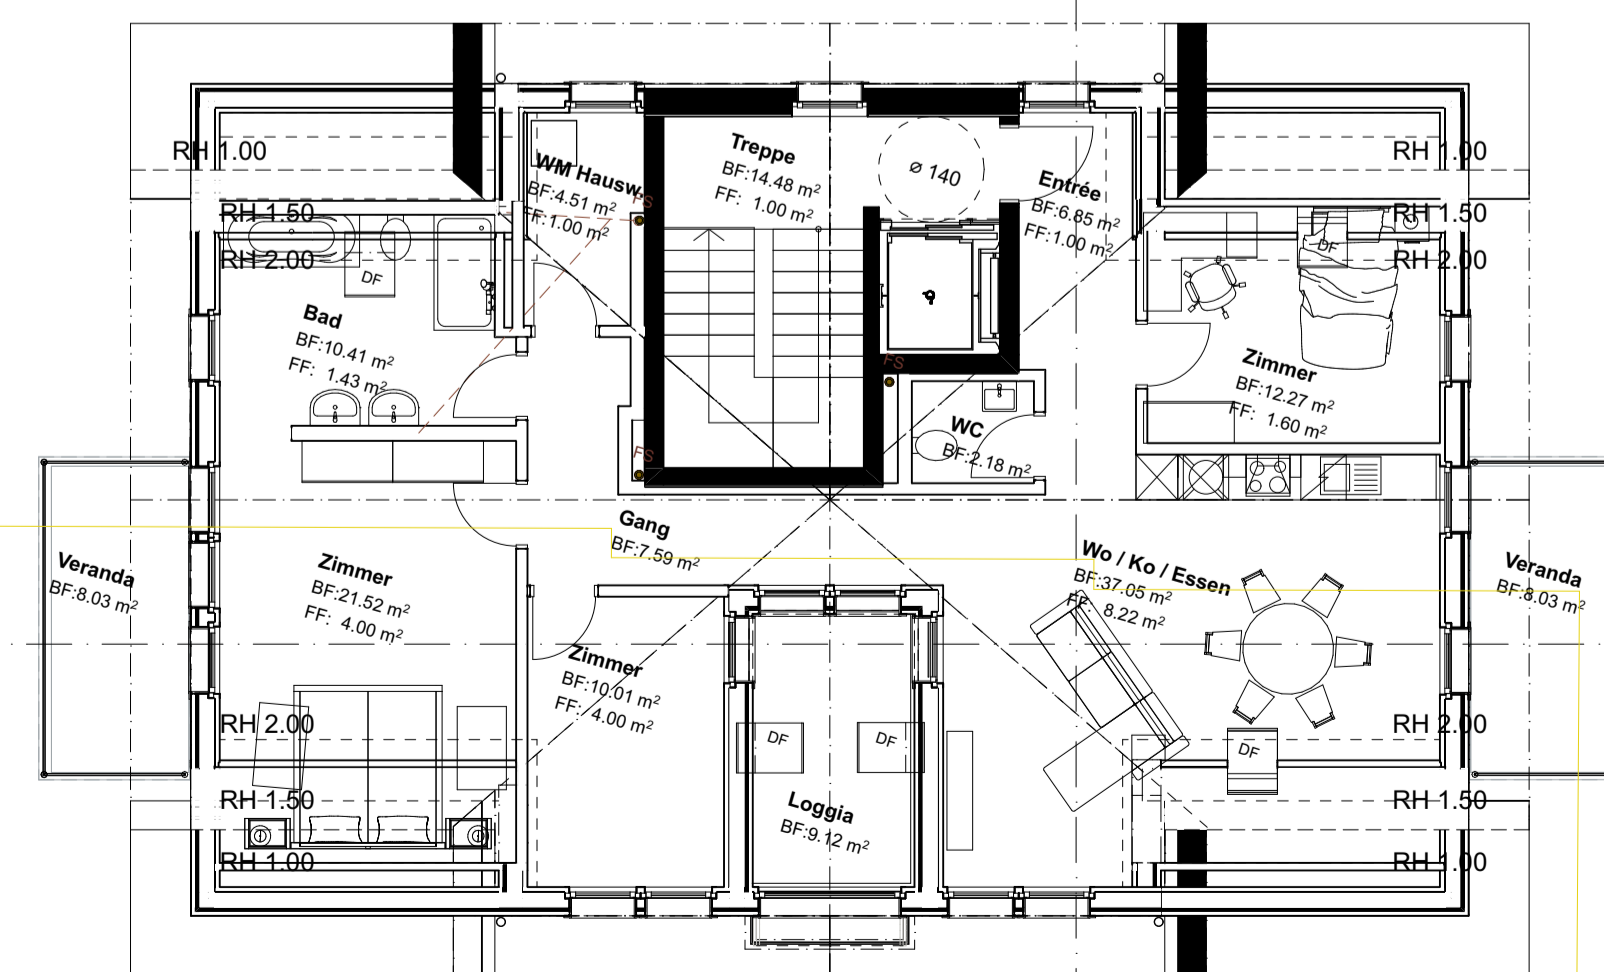 RH 1.00
WM Hausw.
BF:4.51 m²
FF:1.00 m²
FS
Treppe
BF:14.48 m²
FF: 1.00 m²
⌀ 140
Entrée
BF:6.85 m²
FF:1.00 m²
RH 1.00
RH 1.50
RH 2.00
DF
RH 1.50
DF
RH 2.00
Bad
BF:10.41 m²
FF: 1.43 m²
FS
Zimmer
BF:12.27 m²
FF: 1.60 m²
WC
BF:2.18 m²
FS
Gang
BF:7.59 m²
Veranda
BF:8.03 m²
Zimmer
BF:21.52 m²
FF: 4.00 m²
Wo / Ko / Essen
BF:37.05 m²
FF: 8.22 m²
Veranda
BF:8.03 m²
Zimmer
BF:10.01 m²
FF: 4.00 m²
RH 2.00
DF
DF
DF
RH 2.00
RH 1.50
Loggia
BF:9.12 m²
RH 1.50
RH 1.00
RH 1.00